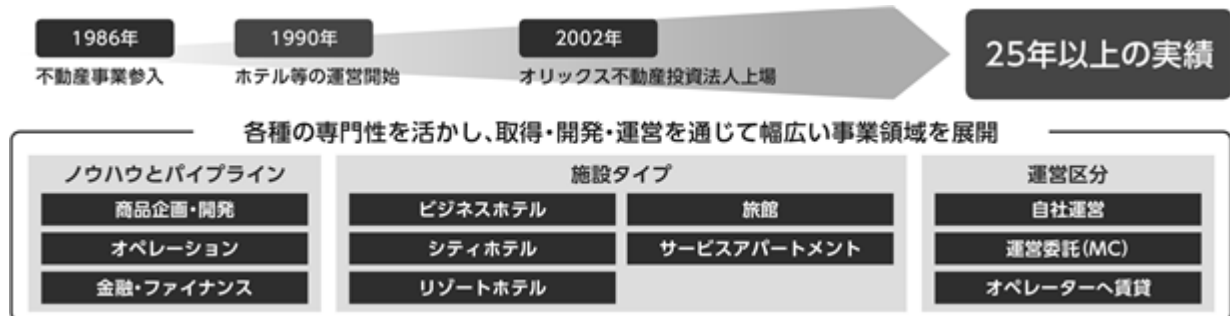 1986年
不動産事業参入
1990年
ホテル等の運営開始
2002年
オリックス不動産投資法人上場
25年以上の実績
各種の専門性を活かし、取得・開発・運営を通じて幅広い事業領域を展開
ノウハウとパイプライン
商品企画・開発
オペレーション
金融・ファイナンス
施設タイプ
ビジネスホテル
シティホテル
リゾートホテル
旅館
サービスアパートメント
運営区分
自社運営
運営委託(MC)
オペレーターへ賃貸